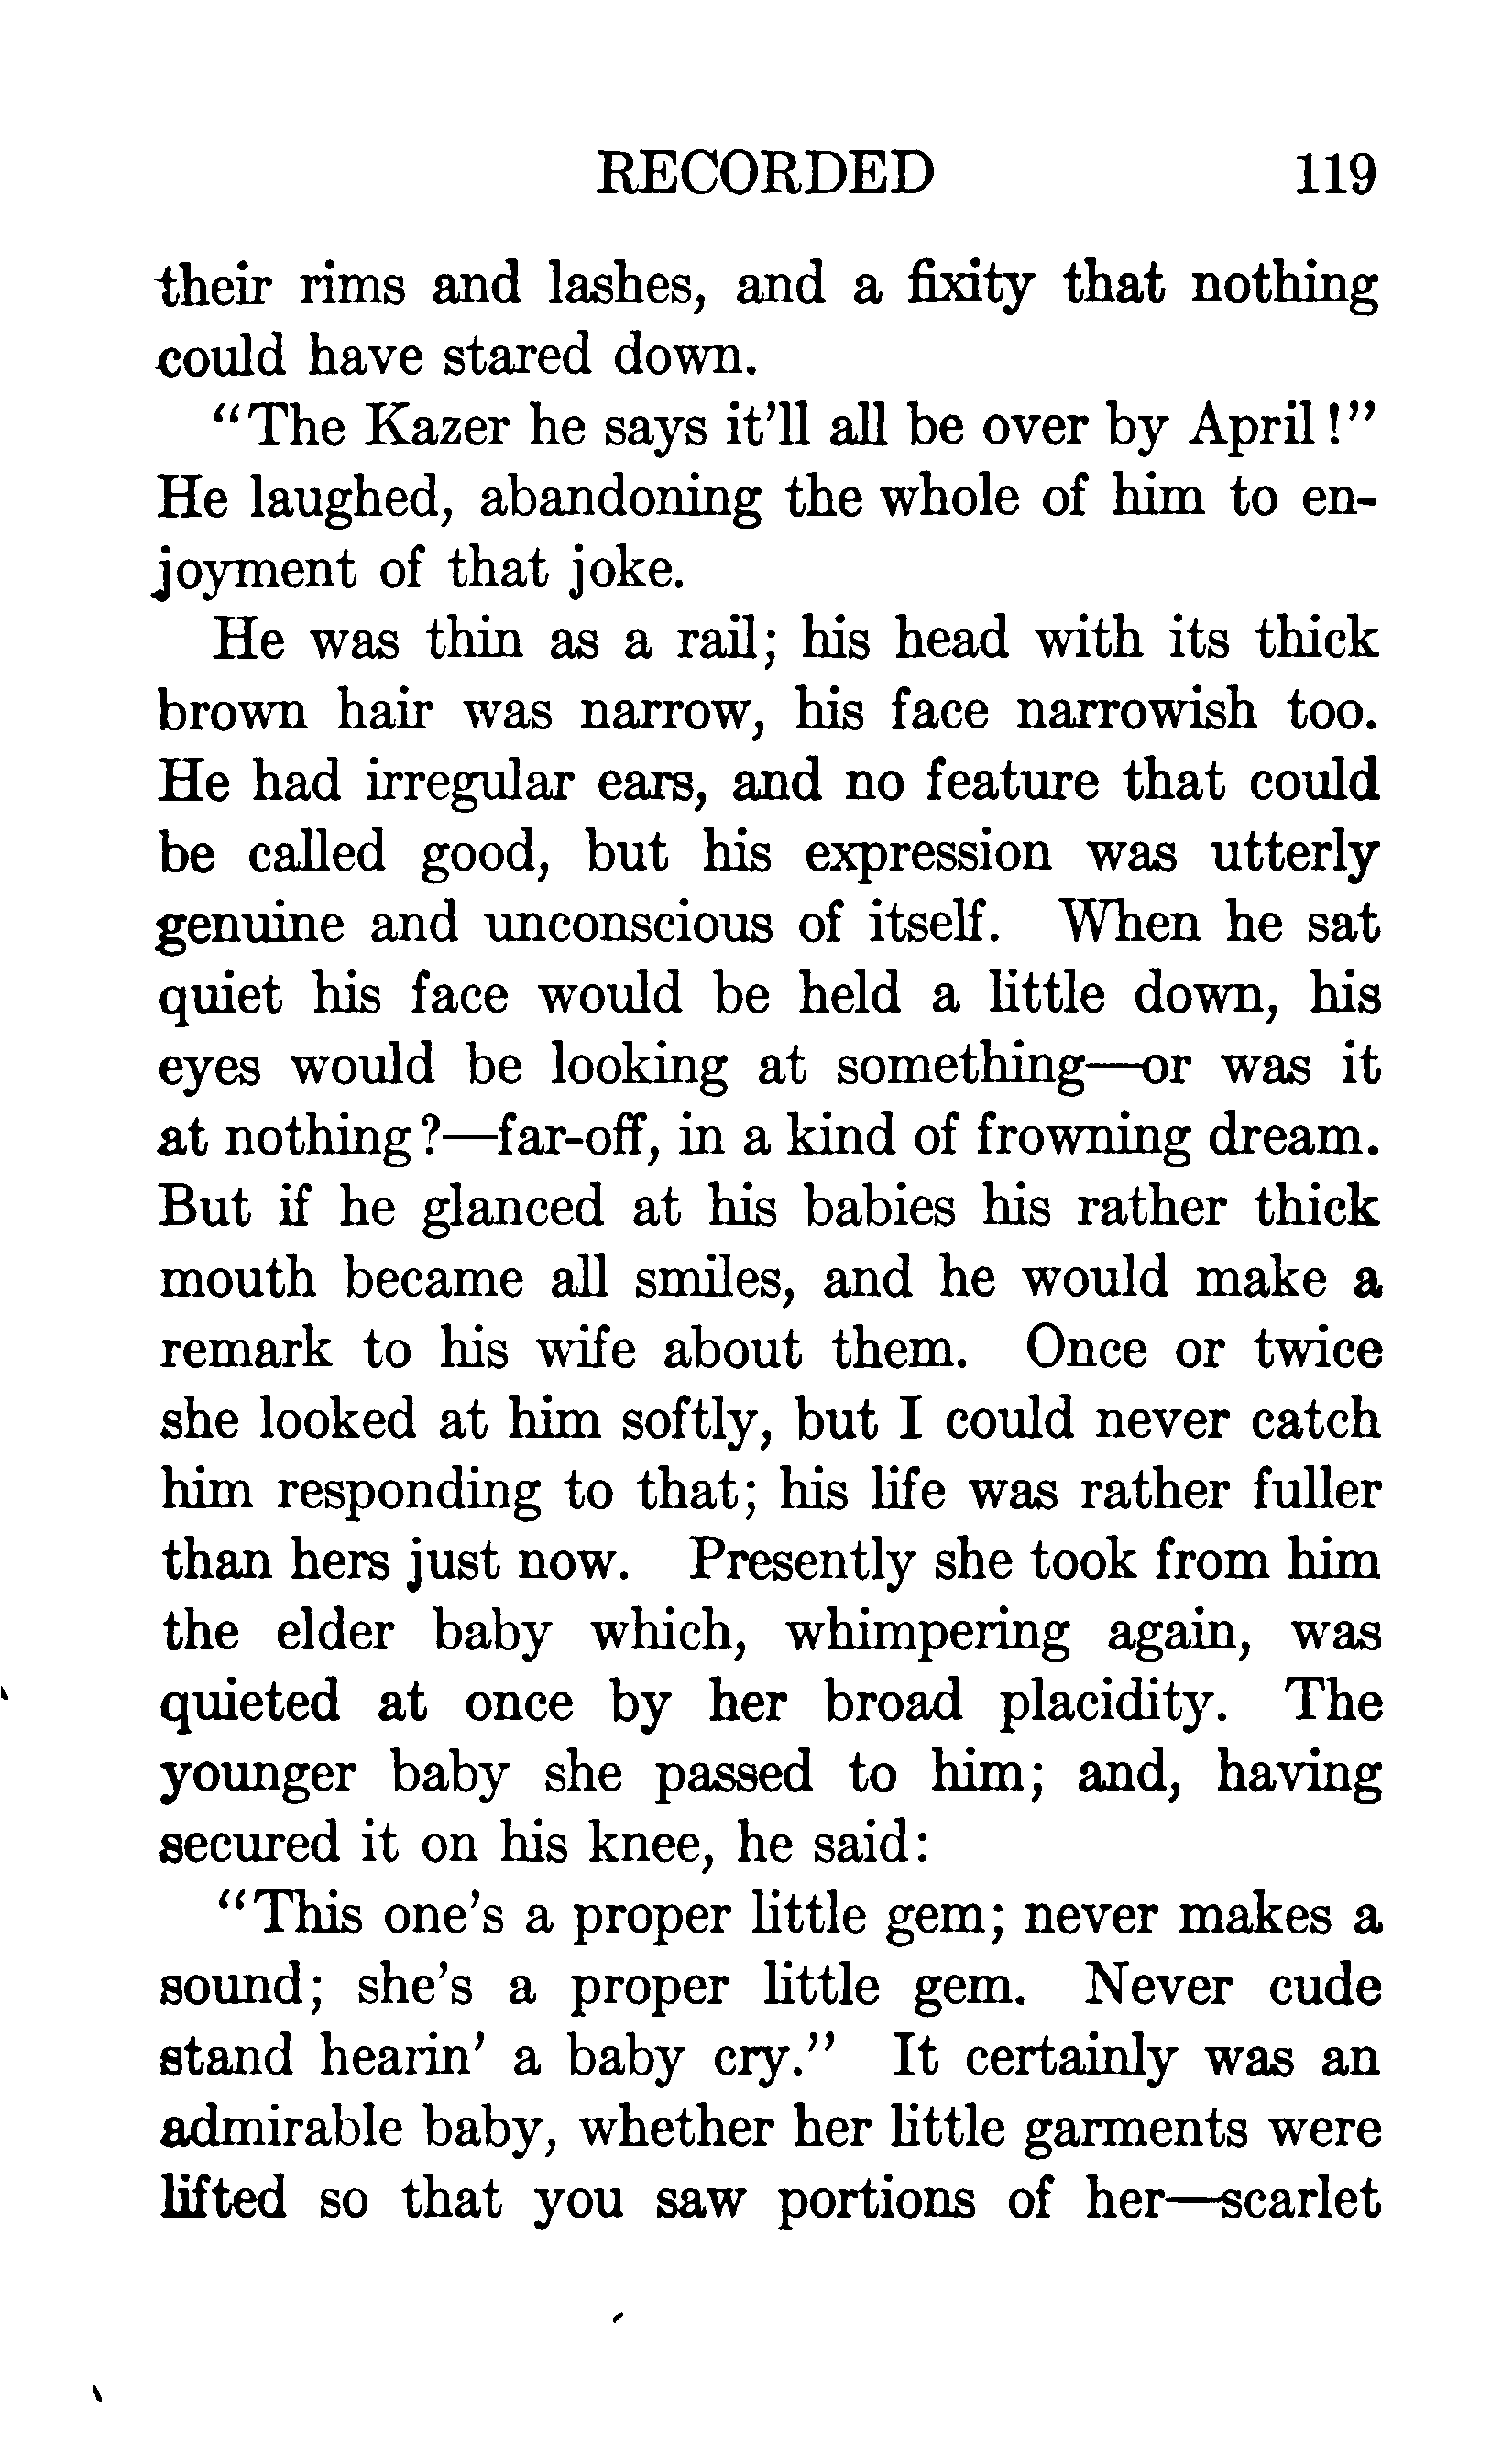 RECORDED 119
their rims and lashes, and a fixity that nothing
could have stared down.
"The Kazer he says it'll all be over by April!"
He laughed, abandoning the whole of him to en-
joyment of that joke.
He was thin as a rail; his head with its thick
brown hair was narrow, his face narrowish too.
He had irregular ears, and no feature that could
be called good, but his expression was utterly
genuine and unconscious of itself. When he sat
quiet his face would be held a little down, his
eyes would be looking at something—or was it
at nothing?—far-off, in a kind of frowning dream.
But if he glanced at his babies his rather thick
mouth became all smiles, and he would make a
remark to his wife about them. Once or twice
she looked at him softly, but I could never catch
him responding to that; his life was rather fuller
than hers just now. Presently she took from him
the elder baby which, whimpering again, was
quieted at once by her broad placidity. The
younger baby she passed to him; and, having
secured it on his knee, he said:
"This one's a proper little gem; never makes a
sound; she's a proper little gem. Never cude
stand hearin' a baby cry." It certainly was an
admirable baby, whether her little garments were
lifted so that you saw portions of her—scarlet